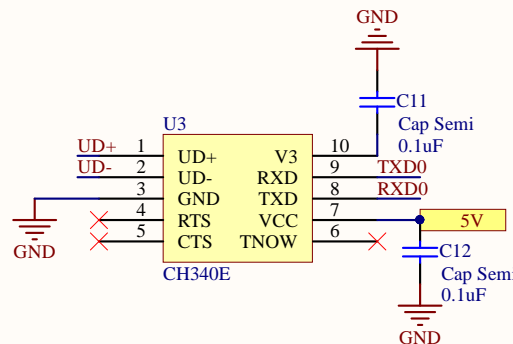 GND
C11
Cap Semi
0.1uF
U3
UD+ 1 UD+ V3 10
UD- 2 UD- RXD 9 TXD0
3 GND TXD 8 RXD0
4 RTS VCC 7 5V
5 CTS TNOW 6
GND
CH340E
C12
Cap Semi
0.1uF
GND